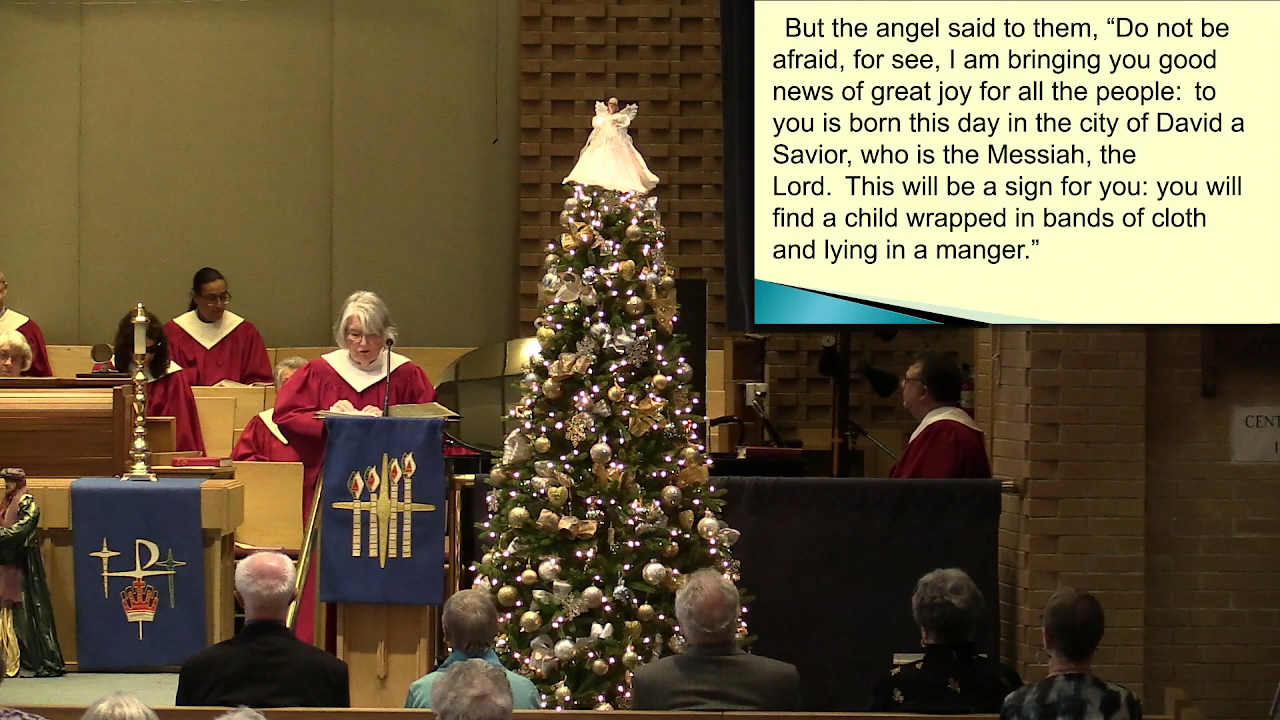 But the angel said to them, “Do not be
afraid, for see, I am bringing you good
news of great joy for all the people:  to
you is born this day in the city of David a
Savior, who is the Messiah, the
Lord.  This will be a sign for you: you will
find a child wrapped in bands of cloth
and lying in a manger.”